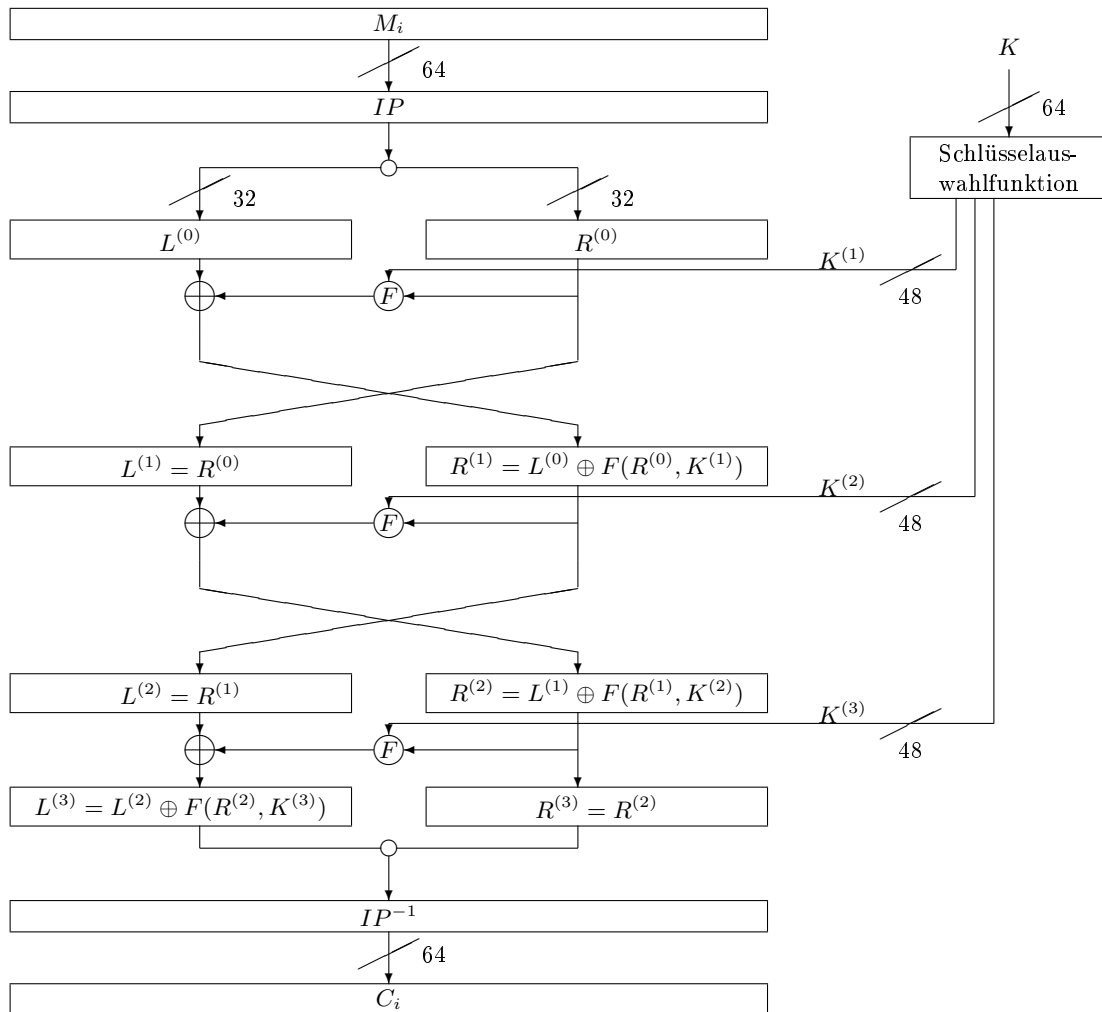 M_i
64
K
IP
64
Schlüsselaus-
wahlfunktion
32
32
L^{(0)}
R^{(0)}
K^{(1)}
F
48
L^{(1)} = R^{(0)}
R^{(1)} = L^{(0)} ⊕ F(R^{(0)}, K^{(1)})
K^{(2)}
F
48
L^{(2)} = R^{(1)}
R^{(2)} = L^{(1)} ⊕ F(R^{(1)}, K^{(2)})
K^{(3)}
F
48
L^{(3)} = L^{(2)} ⊕ F(R^{(2)}, K^{(3)})
R^{(3)} = R^{(2)}
IP^{-1}
64
C_i